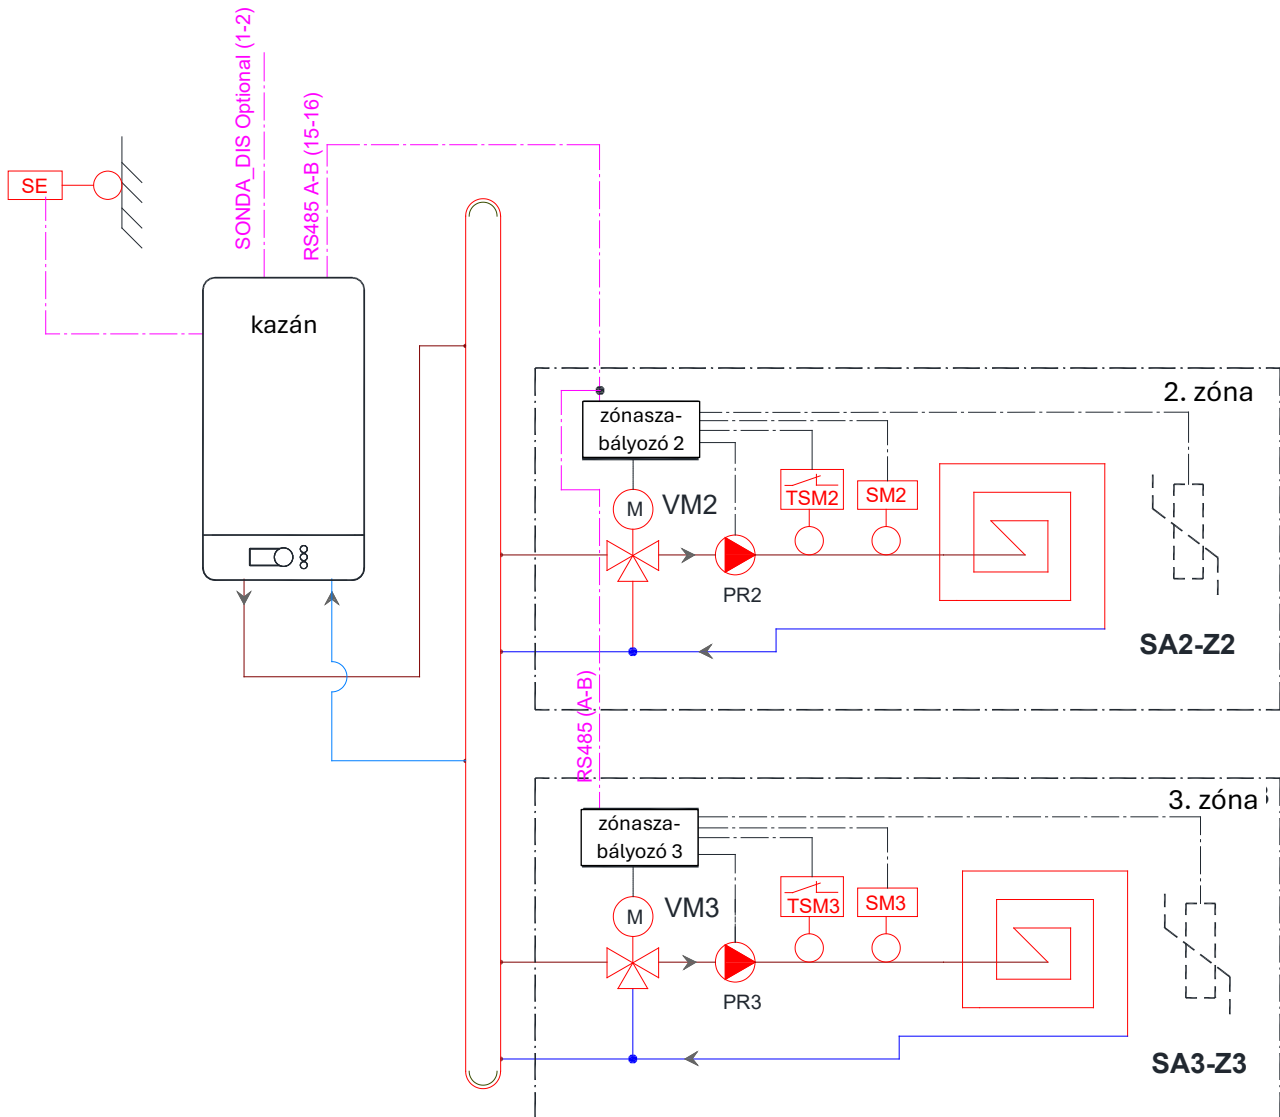 SONDA_DIS Optional (1-2)
RS485 A-B (15-16)
SE
kazán
2. zóna
zónasza-
bályozó 2
M
VM2
TSM2
SM2
PR2
SA2-Z2
RS485 (A-B)
3. zóna
zónasza-
bályozó 3
M
VM3
TSM3
SM3
PR3
SA3-Z3